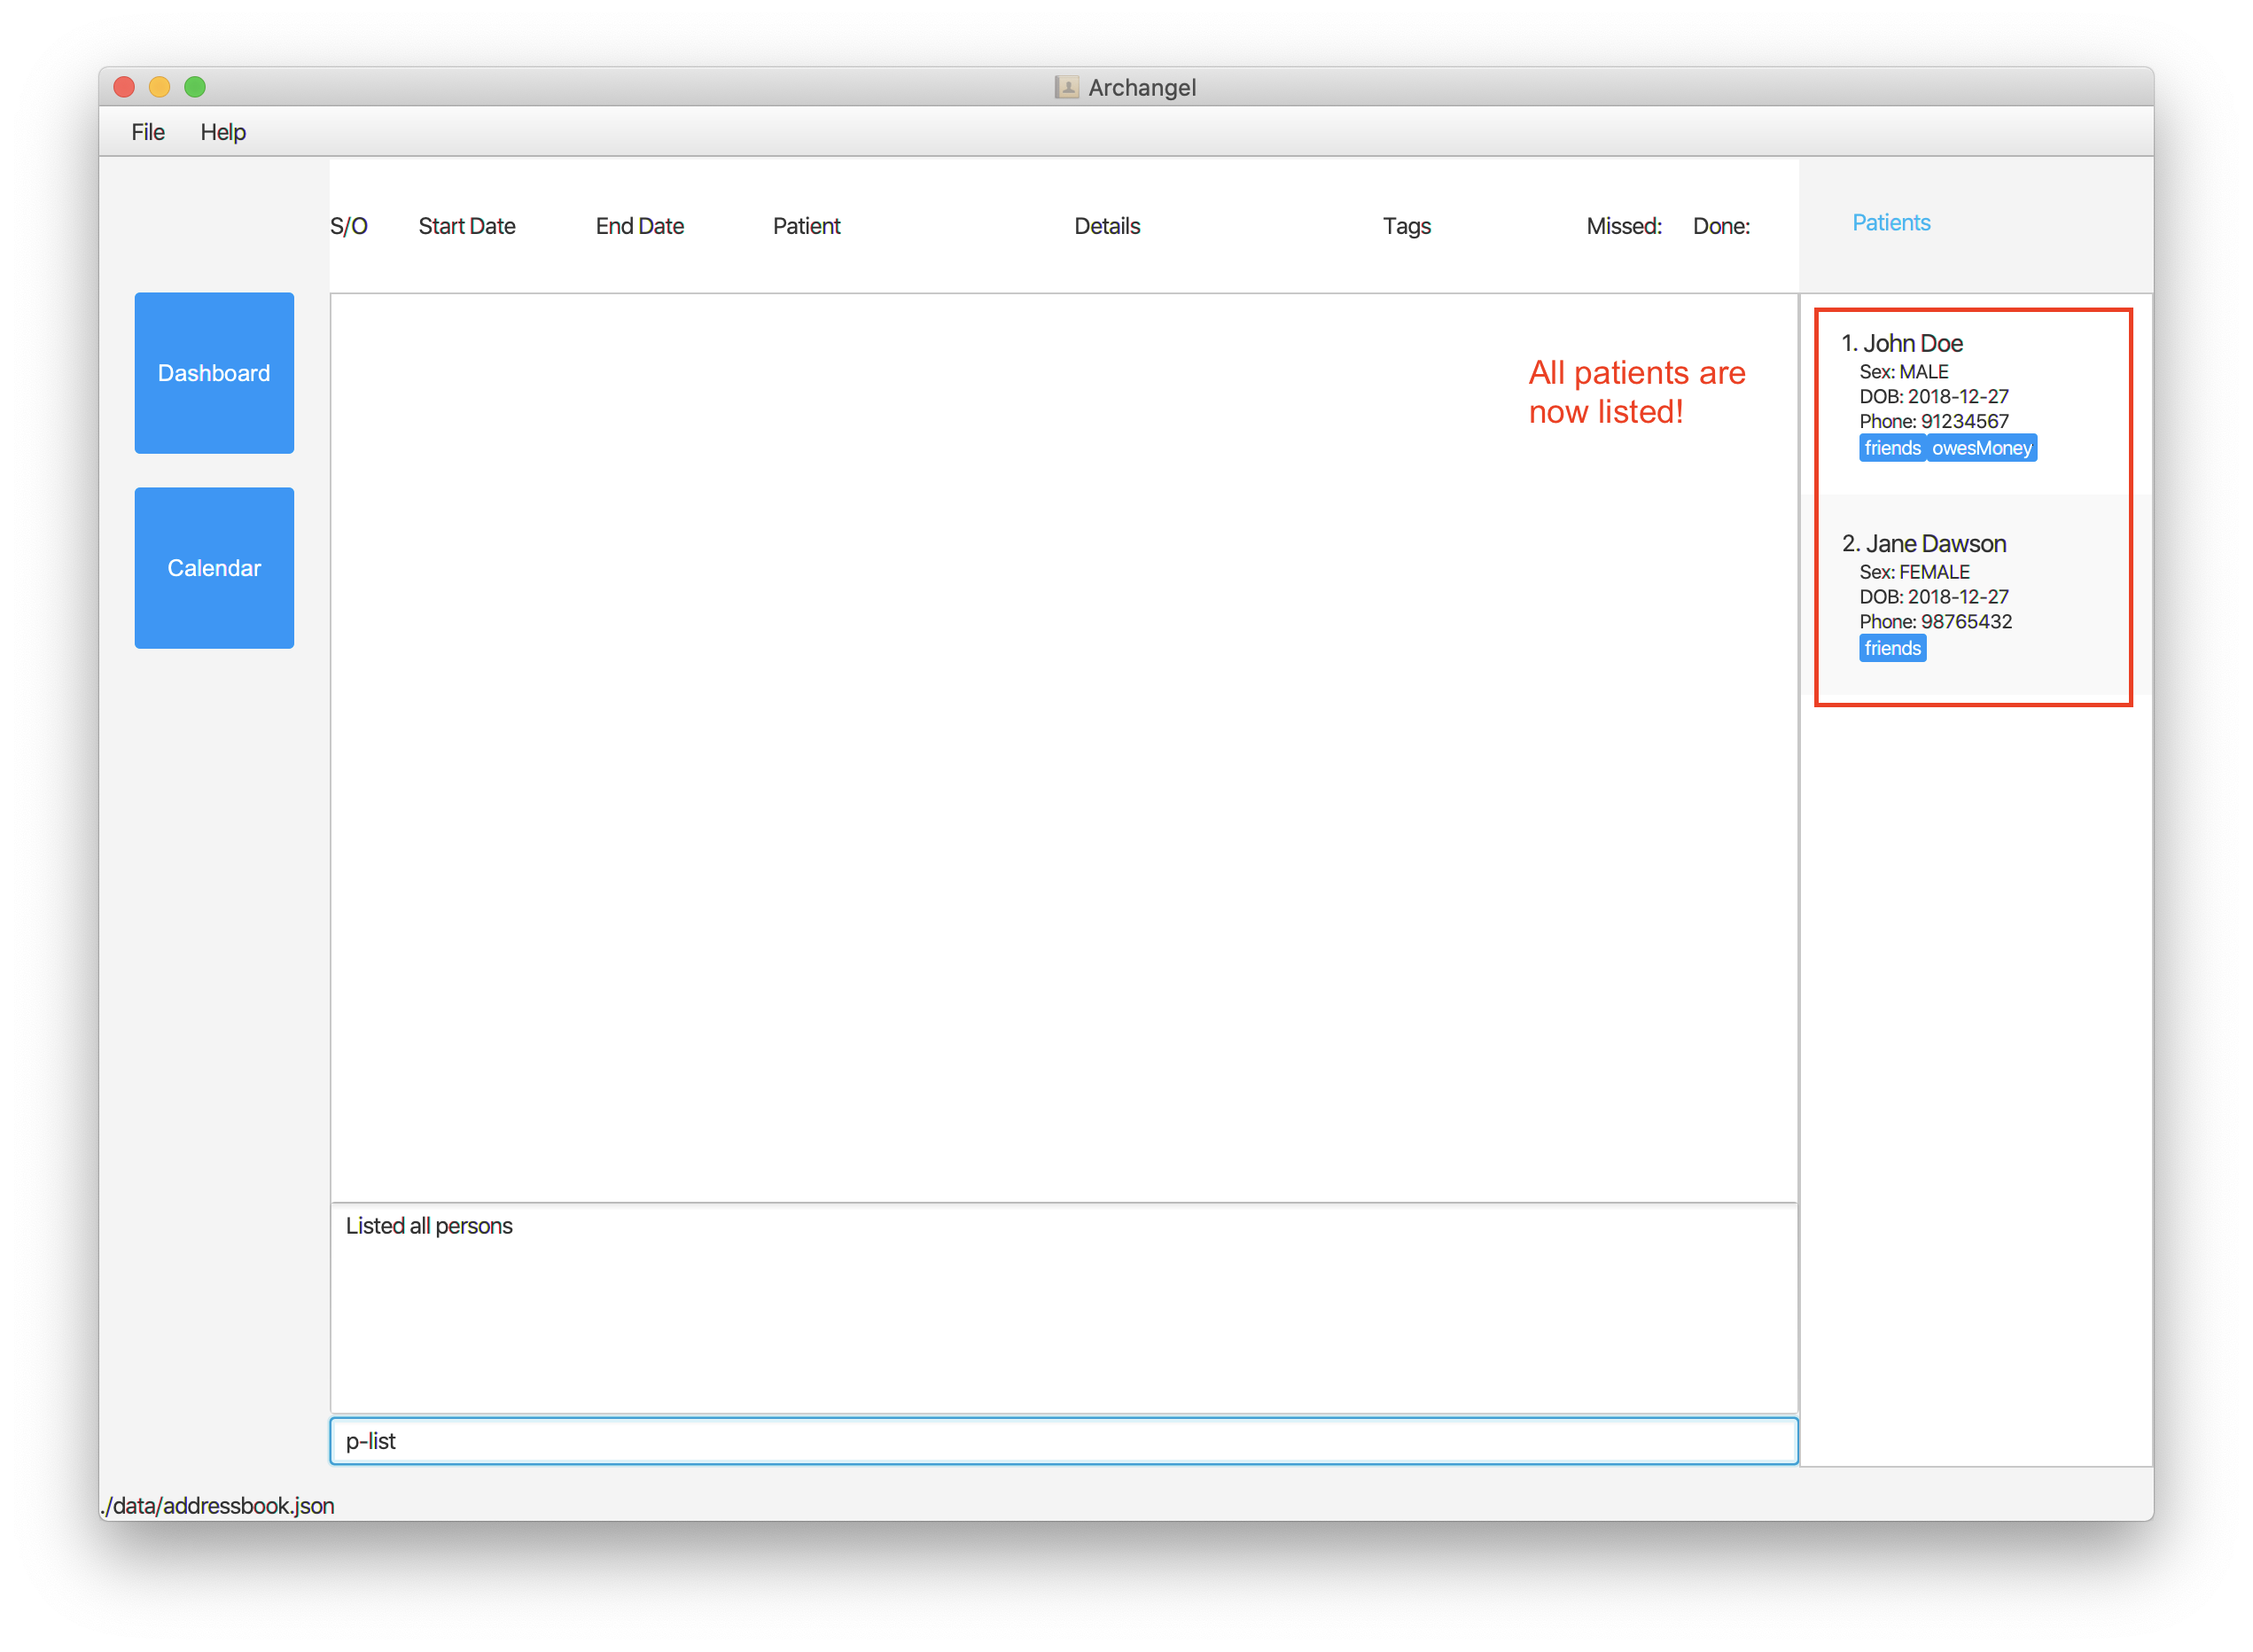 Archangel
File Help
S/O Start Date End Date Patient Details Tags Missed: Done:
Patients
Dashboard
Calendar
All patients are
now listed!
1. John Doe
Sex: MALE
DOB: 2018-12-27
Phone: 91234567
friends owesMoney
2. Jane Dawson
Sex: FEMALE
DOB: 2018-12-27
Phone: 98765432
friends
Listed all persons
p-list
./data/addressbook.json